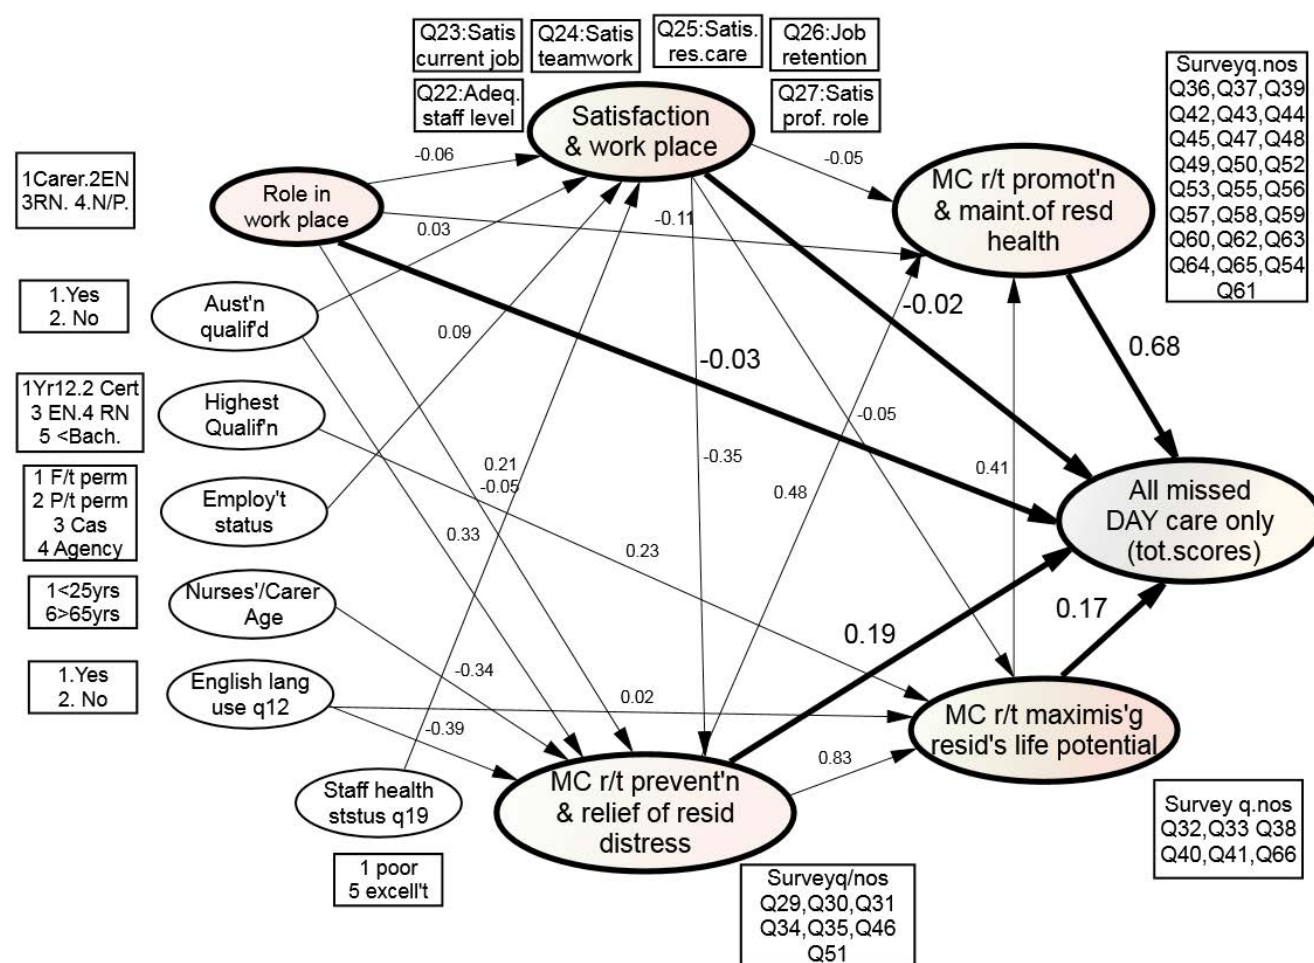 Q23:Satis
current job
Q24:Satis
teamwork
Q25:Satis.
res.care
Q26:Job
retention
Q22:Adeq.
staff level
Satisfaction
& work place
Q27:Satis
prof. role
Surveyq.nos
Q36,Q37,Q39
Q42,Q43,Q44
Q45,Q47,Q48
Q49,Q50,Q52
Q53,Q55,Q56
Q57,Q58,Q59
Q60,Q62,Q63
Q64,Q65,Q54
Q61
1Carer.2EN
3RN. 4.N/P.
Role in
work place
-0.06
-0.05
MC r/t promot'n
& maint.of resd
health
0.03
-0.11
1.Yes
2. No
Aust'n
qualif'd
0.09
-0.02
-0.03
0.68
1Yr12.2 Cert
3 EN.4 RN
5 <Bach.
Highest
Qualif'n
-0.05
0.21
-0.05
-0.35
0.48
0.41
1 F/t perm
2 P/t perm
3 Cas
4 Agency
Employ't
status
0.33
0.23
All missed
DAY care only
(tot.scores)
1<25yrs
6>65yrs
Nurses'/Carer
Age
0.19
0.17
-0.34
1.Yes
2. No
English lang
use q12
0.02
-0.39
MC r/t maximis'g
resid's life potential
0.83
Staff health
ststus q19
MC r/t prevent'n
& relief of resid
distress
1 poor
5 excell't
Surveyq/nos
Q29,Q30,Q31
Q34,Q35,Q46
Q51
Survey q.nos
Q32,Q33 Q38
Q40,Q41,Q66